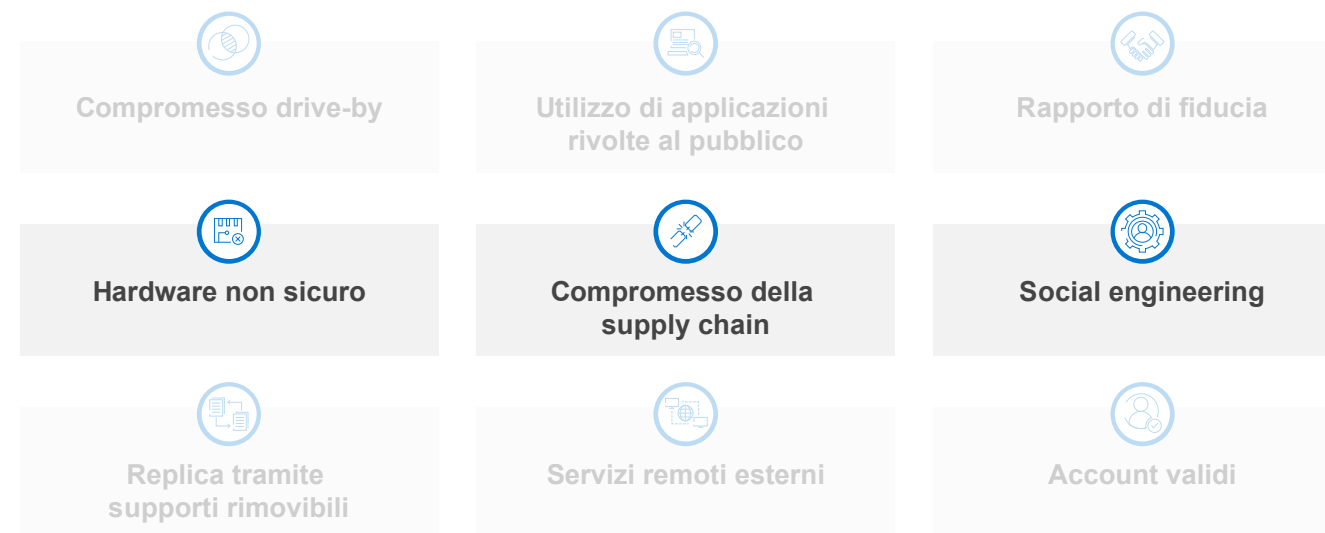 Compromesso drive-by
Utilizzo di applicazioni
rivolte al pubblico
Rapporto di fiducia
Hardware non sicuro
Compromesso della
supply chain
Social engineering
Replica tramite
supporti rimovibili
Servizi remoti esterni
Account validi